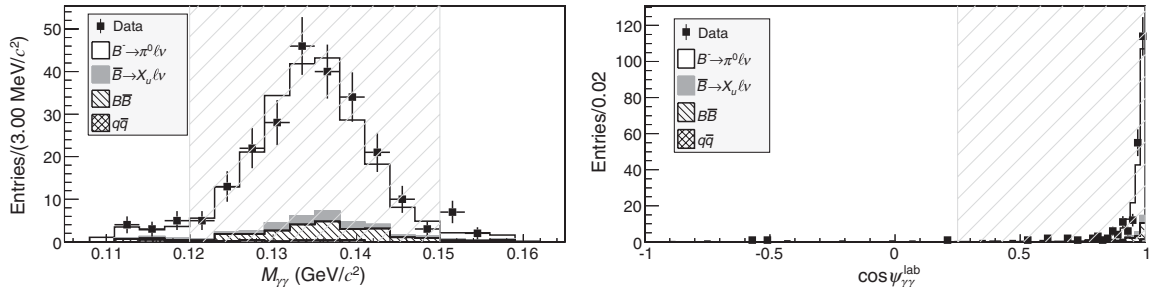 Entries/(3.00 MeV/c²)
50
40
30
20
10
0
Data
B⁻→π⁰ℓν
B̅→Xᵤℓν
BB̅
qq̅
0.11 0.12 0.13 0.14 0.15 0.16
M_γγ (GeV/c²)
Entries/0.02
120
100
80
60
40
20
0
Data
B⁻→π⁰ℓν
B̅→Xᵤℓν
BB̅
qq̅
-1 -0.5 0 0.5 1
cosψ_γγ^lab